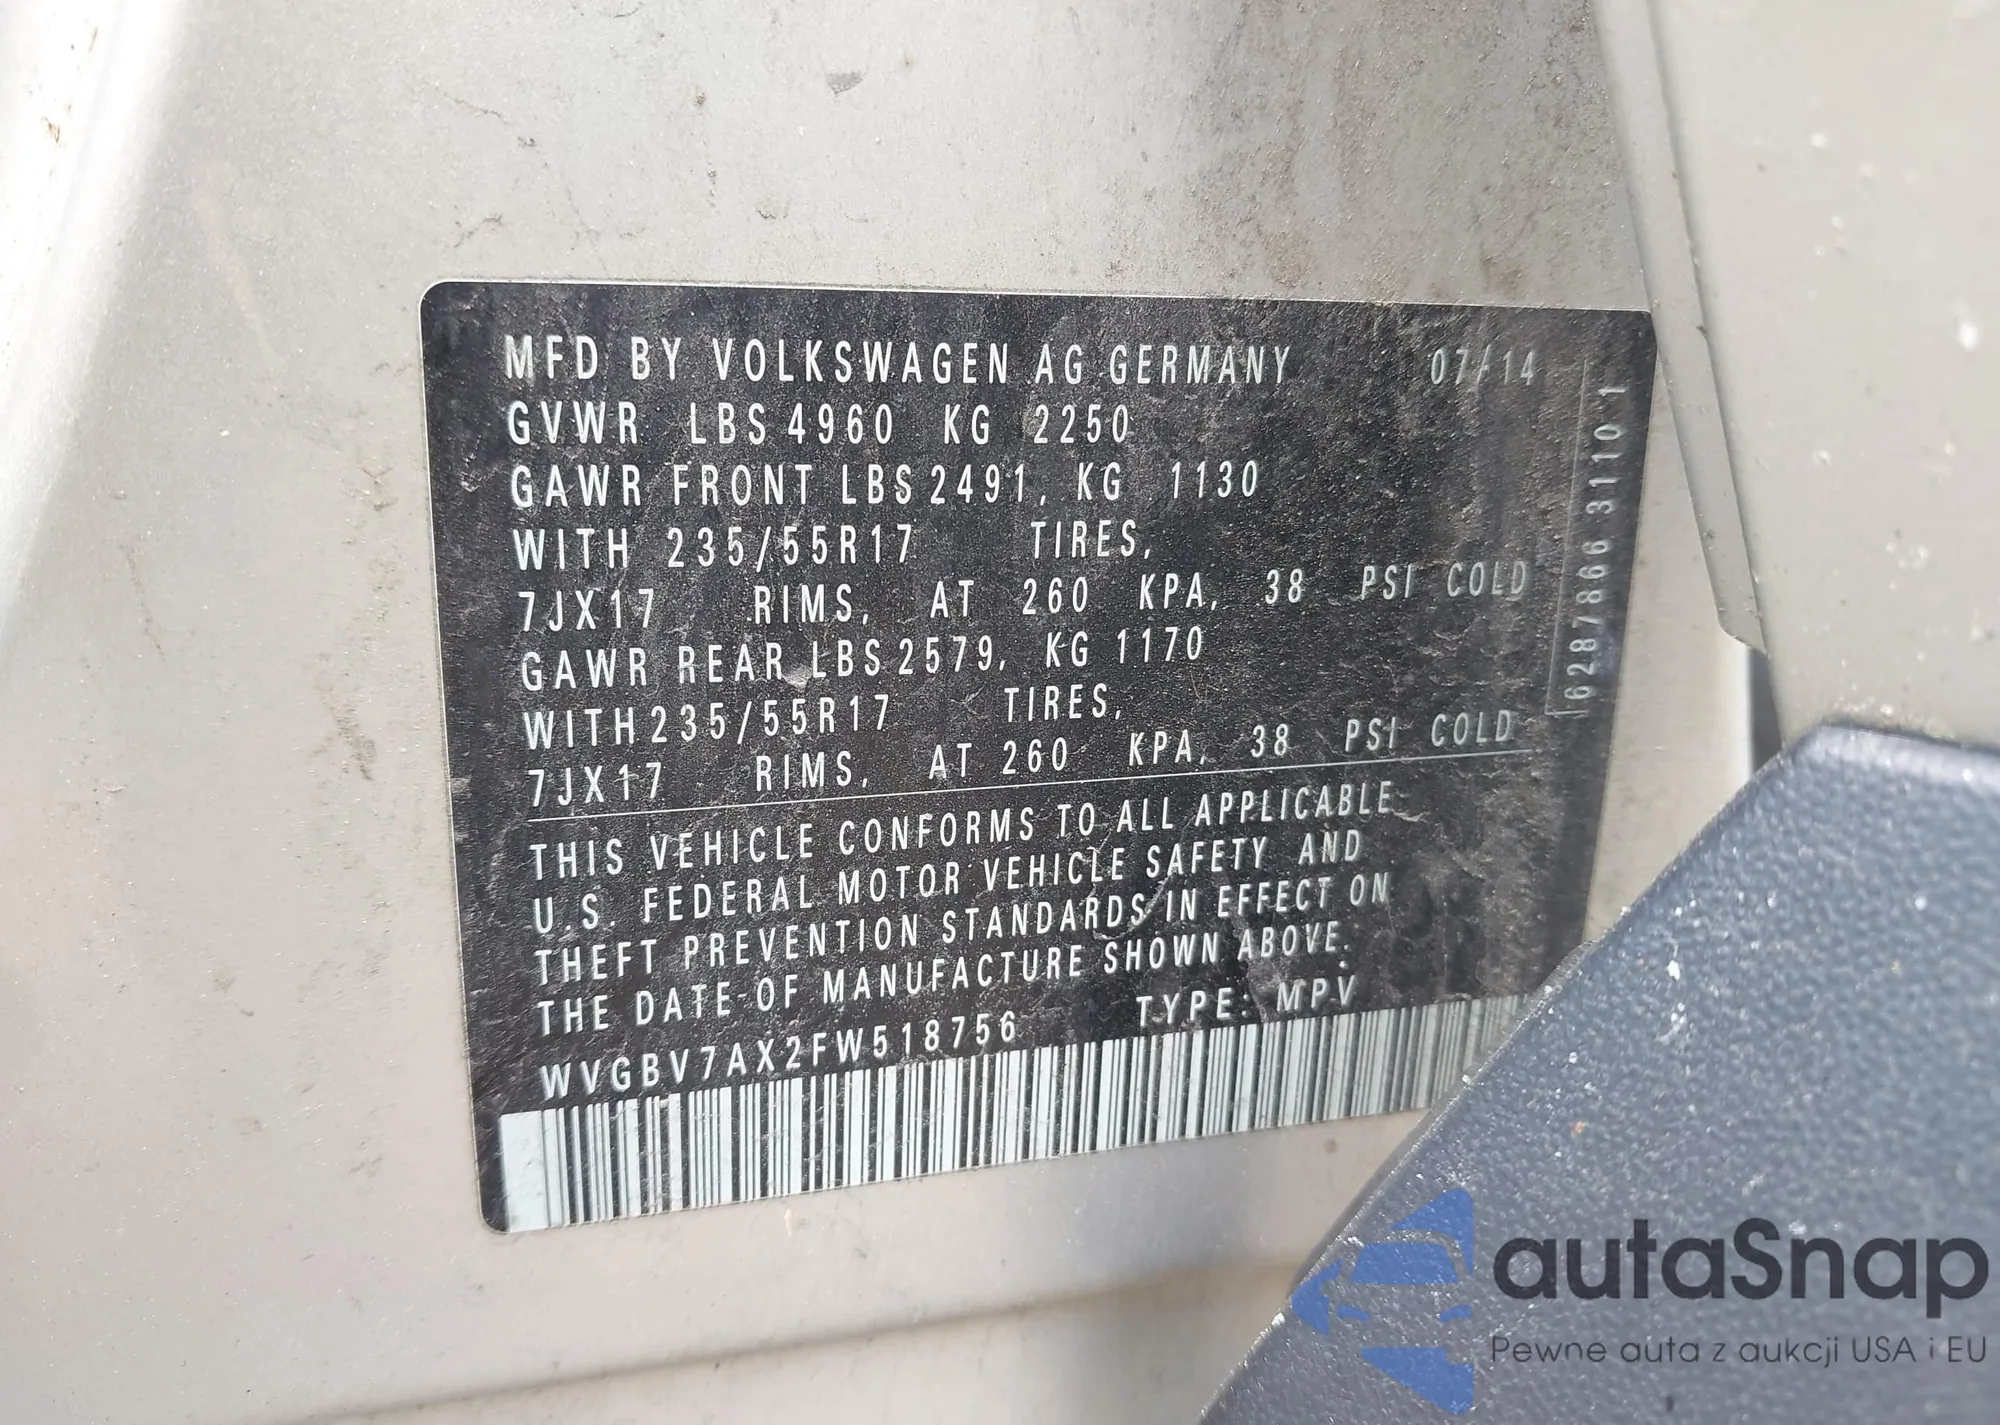 MFD BY VOLKSWAGEN AG GERMANY 07/14
GVWR LBS 4960 KG 2250
GAWR FRONT LBS 2491, KG 1130
WITH 235/55R17 TIRES,
7JX17 RIMS, AT 260 KPA, 38 PSI COLD
GAWR REAR LBS 2579, KG 1170
WITH 235/55R17 TIRES,
7JX17 RIMS, AT 260 KPA, 38 PSI COLD
THIS VEHICLE CONFORMS TO ALL APPLICABLE
U.S. FEDERAL MOTOR VEHICLE SAFETY AND
THEFT PREVENTION STANDARDS IN EFFECT ON
THE DATE OF MANUFACTURE SHOWN ABOVE.
WVGBV7AX2FW518756 TYPE: MPV
6287866 3110 1
autaSnap
Pewne auta z aukcji USA i EU